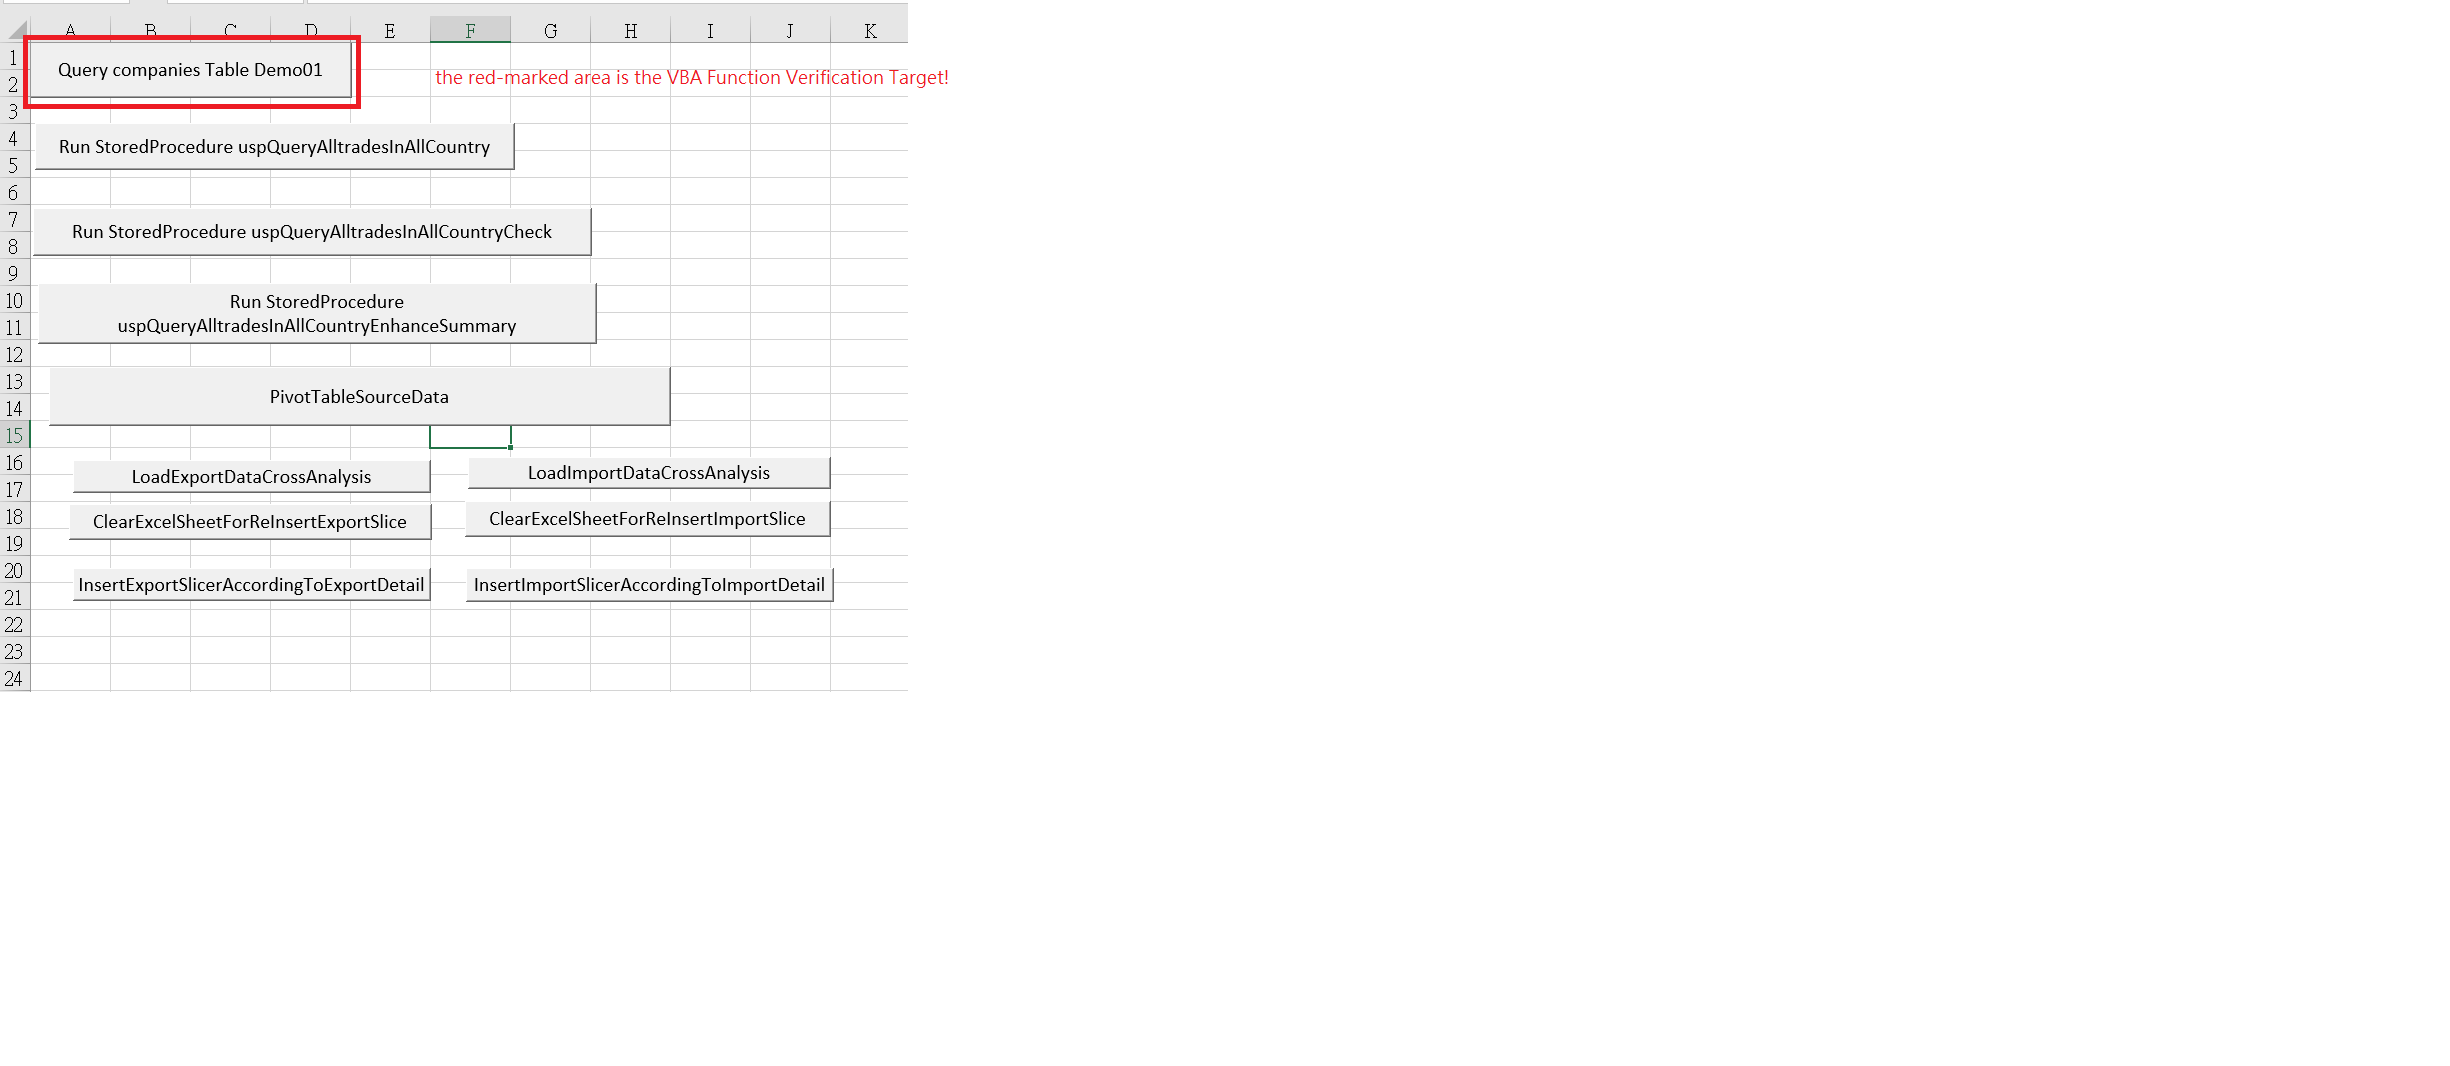 A B C D E F G H I J K
1
Query companies Table Demo01
the red-marked area is the VBA Function Verification Target!
2
3
4
Run StoredProcedure uspQueryAlltradesInAllCountry
5
6
7
Run StoredProcedure uspQueryAlltradesInAllCountryCheck
8
9
10
Run StoredProcedure
uspQueryAlltradesInAllCountryEnhanceSummary
11
12
13
PivotTableSourceData
14
15
16
LoadExportDataCrossAnalysis
LoadImportDataCrossAnalysis
17
18
ClearExcelSheetForReInsertExportSlice
ClearExcelSheetForReInsertImportSlice
19
20
InsertExportSlicerAccordingToExportDetail
InsertImportSlicerAccordingToImportDetail
21
22
23
24